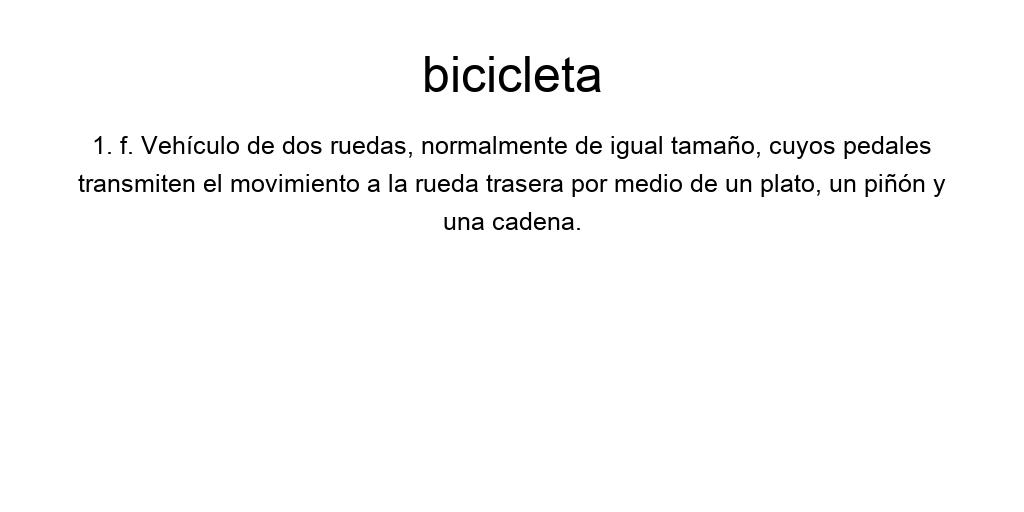 bicicleta
1. f. Vehículo de dos ruedas, normalmente de igual tamaño, cuyos pedales
transmiten el movimiento a la rueda trasera por medio de un plato, un piñón y
una cadena.